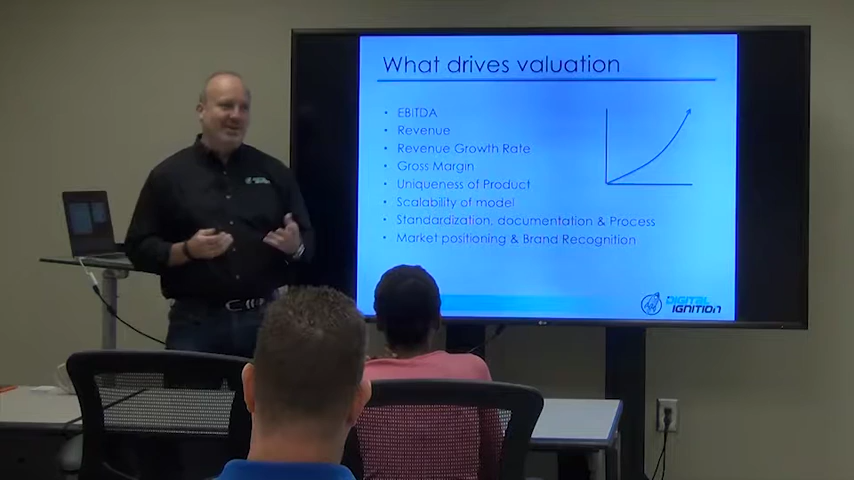 What drives valuation
• EBITDA
• Revenue
• Revenue Growth Rate
• Gross Margin
• Uniqueness of Product
• Scalability of model
• Standardization, documentation & Process
• Market positioning & Brand Recognition
DIGITAL
IGNITION